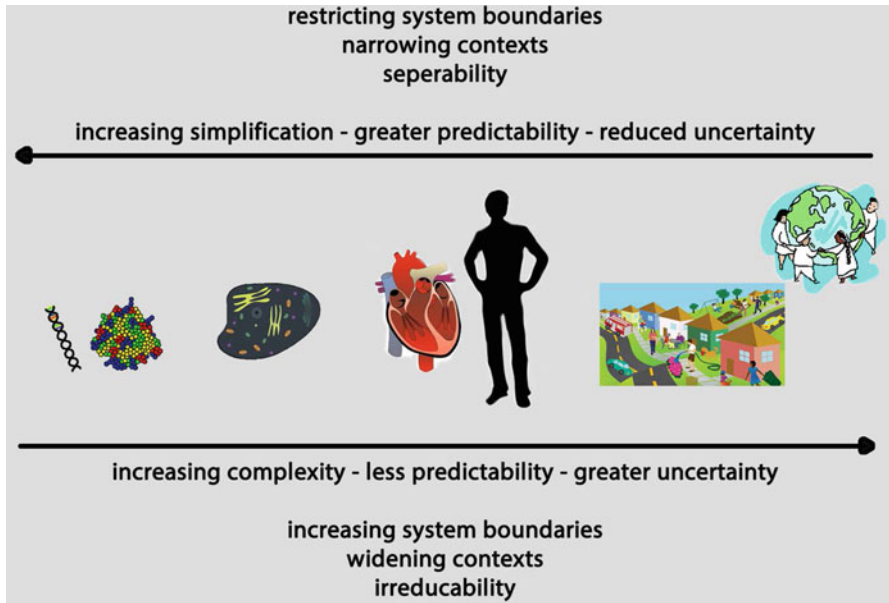 restricting system boundaries
narrowing contexts
seperability
increasing simplification - greater predictability - reduced uncertainty
increasing complexity - less predictability - greater uncertainty
increasing system boundaries
widening contexts
irreducability